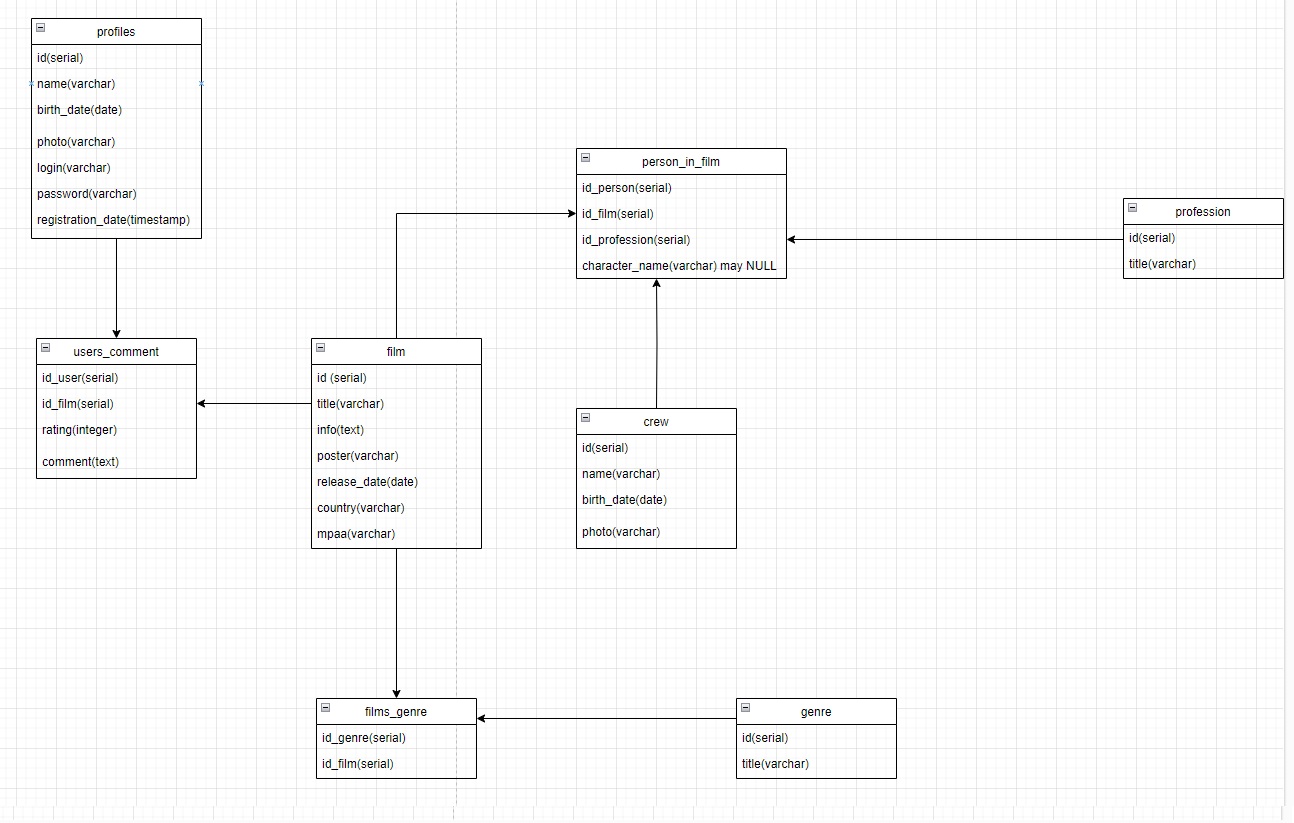 profiles
id(serial)
name(varchar)
birth_date(date)
photo(varchar)
login(varchar)
password(varchar)
registration_date(timestamp)
person_in_film
id_person(serial)
id_film(serial)
id_profession(serial)
character_name(varchar) may NULL
profession
id(serial)
title(varchar)
users_comment
id_user(serial)
id_film(serial)
rating(integer)
comment(text)
film
id (serial)
title(varchar)
info(text)
poster(varchar)
release_date(date)
country(varchar)
mpaa(varchar)
crew
id(serial)
name(varchar)
birth_date(date)
photo(varchar)
films_genre
id_genre(serial)
id_film(serial)
genre
id(serial)
title(varchar)